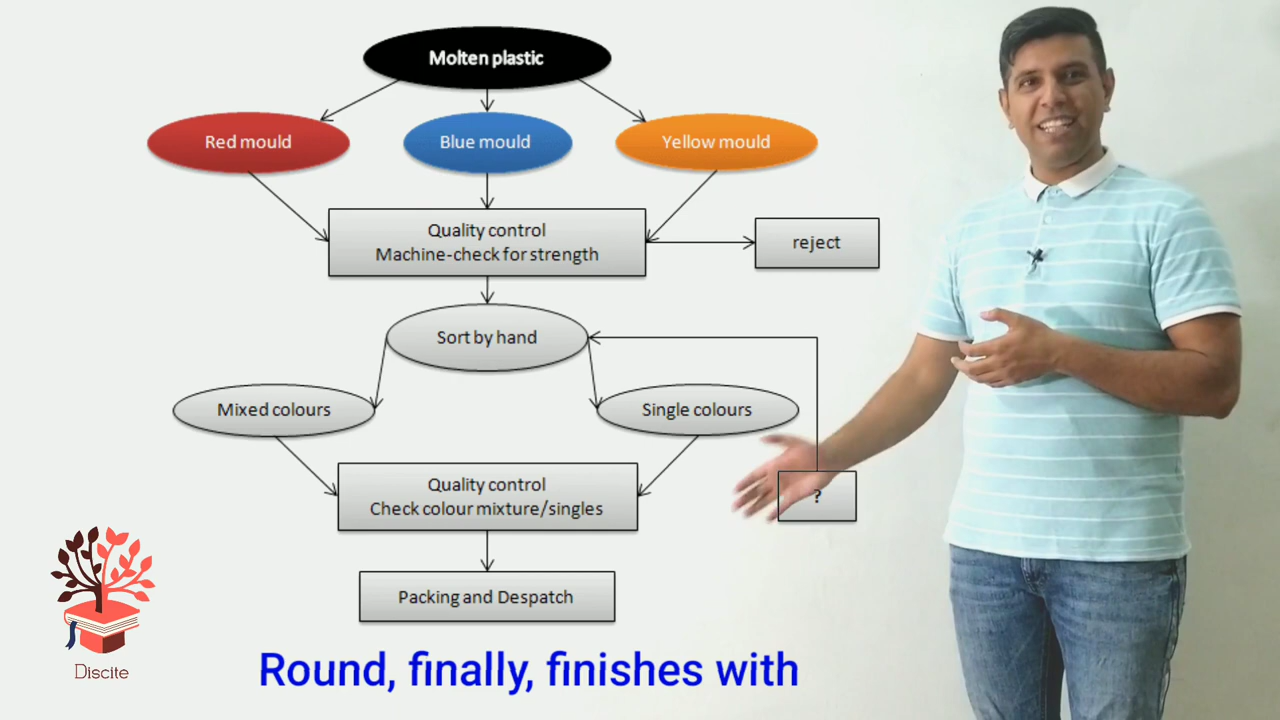 Molten plastic
Red mould
Blue mould
Yellow mould
Quality control
Machine-check for strength
reject
Sort by hand
Mixed colours
Single colours
Quality control
Check colour mixture/singles
?
Packing and Despatch
Discite
Round, finally, finishes with